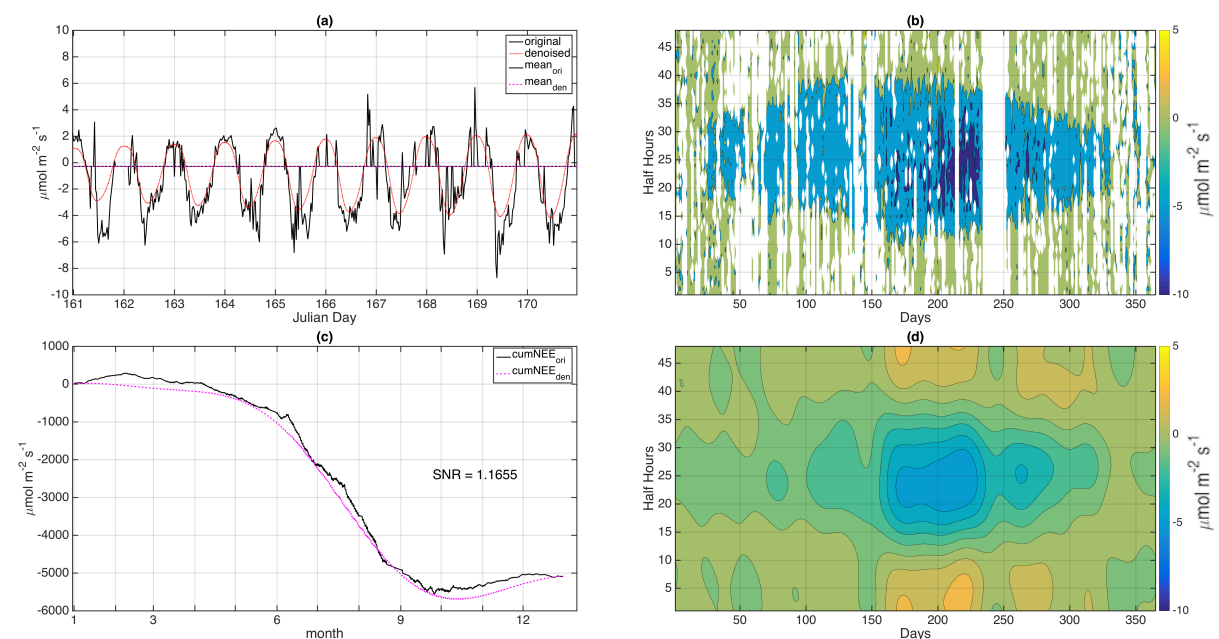 (a)
10
8
6
4
2
0
-2
-4
-6
-8
-10
μmol m-2 s-1
161 162 163 164 165 166 167 168 169 170
Julian Day
original
denoised
meanori
meanden
(b)
45
40
35
30
25
20
15
10
5
Half Hours
50 100 150 200 250 300 350
Days
5
0
-5
-10
μmol m-2 s-1
(c)
1000
0
-1000
-2000
-3000
-4000
-5000
-6000
μmol m-2 s-1
1 3 6 9 12
month
cumNEEori
cumNEEden
SNR = 1.1655
(d)
45
40
35
30
25
20
15
10
5
Half Hours
50 100 150 200 250 300 350
Days
5
0
-5
-10
μmol m-2 s-1